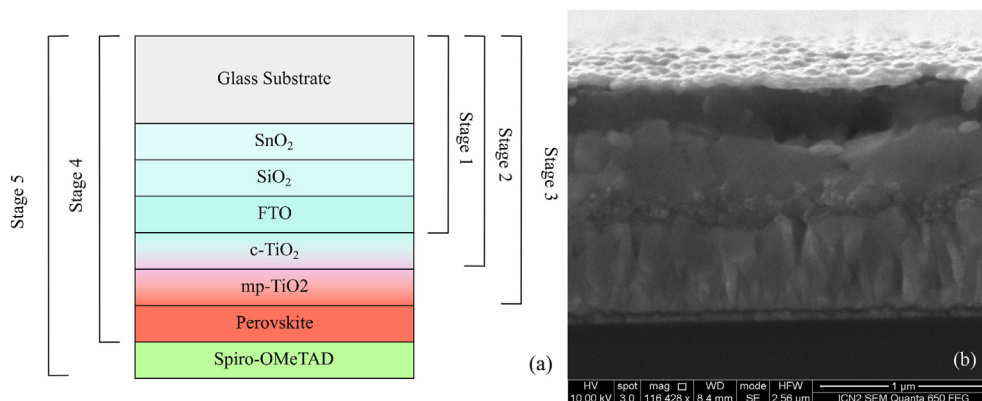 Stage 5
Stage 4
Glass Substrate
SnO₂
SiO₂
FTO
c-TiO₂
mp-TiO2
Perovskite
Spiro-OMeTAD
Stage 1
Stage 2
Stage 3
(a)
(b)
HV spot mag □ WD mode HFW 1 μm
10.00 kV 3.0 116 428 x 8.4 mm SE 2.56 μm ICN2 SEM Quanta 650 FEG